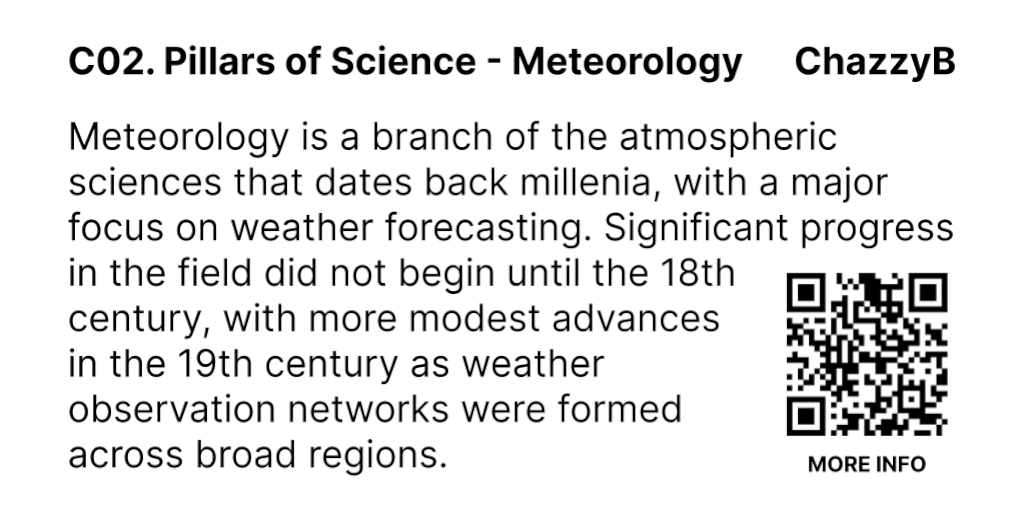 C02. Pillars of Science - Meteorology ChazzyB
Meteorology is a branch of the atmospheric
sciences that dates back millenia, with a major
focus on weather forecasting. Significant progress
in the field did not begin until the 18th
century, with more modest advances
in the 19th century as weather
observation networks were formed
across broad regions.
MORE INFO